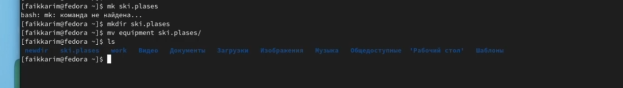 [faikkarim@fedora ~]$ mk ski.plases
bash: mk: команда не найдена...
[faikkarim@fedora ~]$ mkdir ski.plases
[faikkarim@fedora ~]$ mv equipment ski.plases/
[faikkarim@fedora ~]$ ls
ski.plases work Видео Документы Загрузки Изображения Музыка Общедоступные 'Рабочий стол' Шаблоны
[faikkarim@fedora ~]$